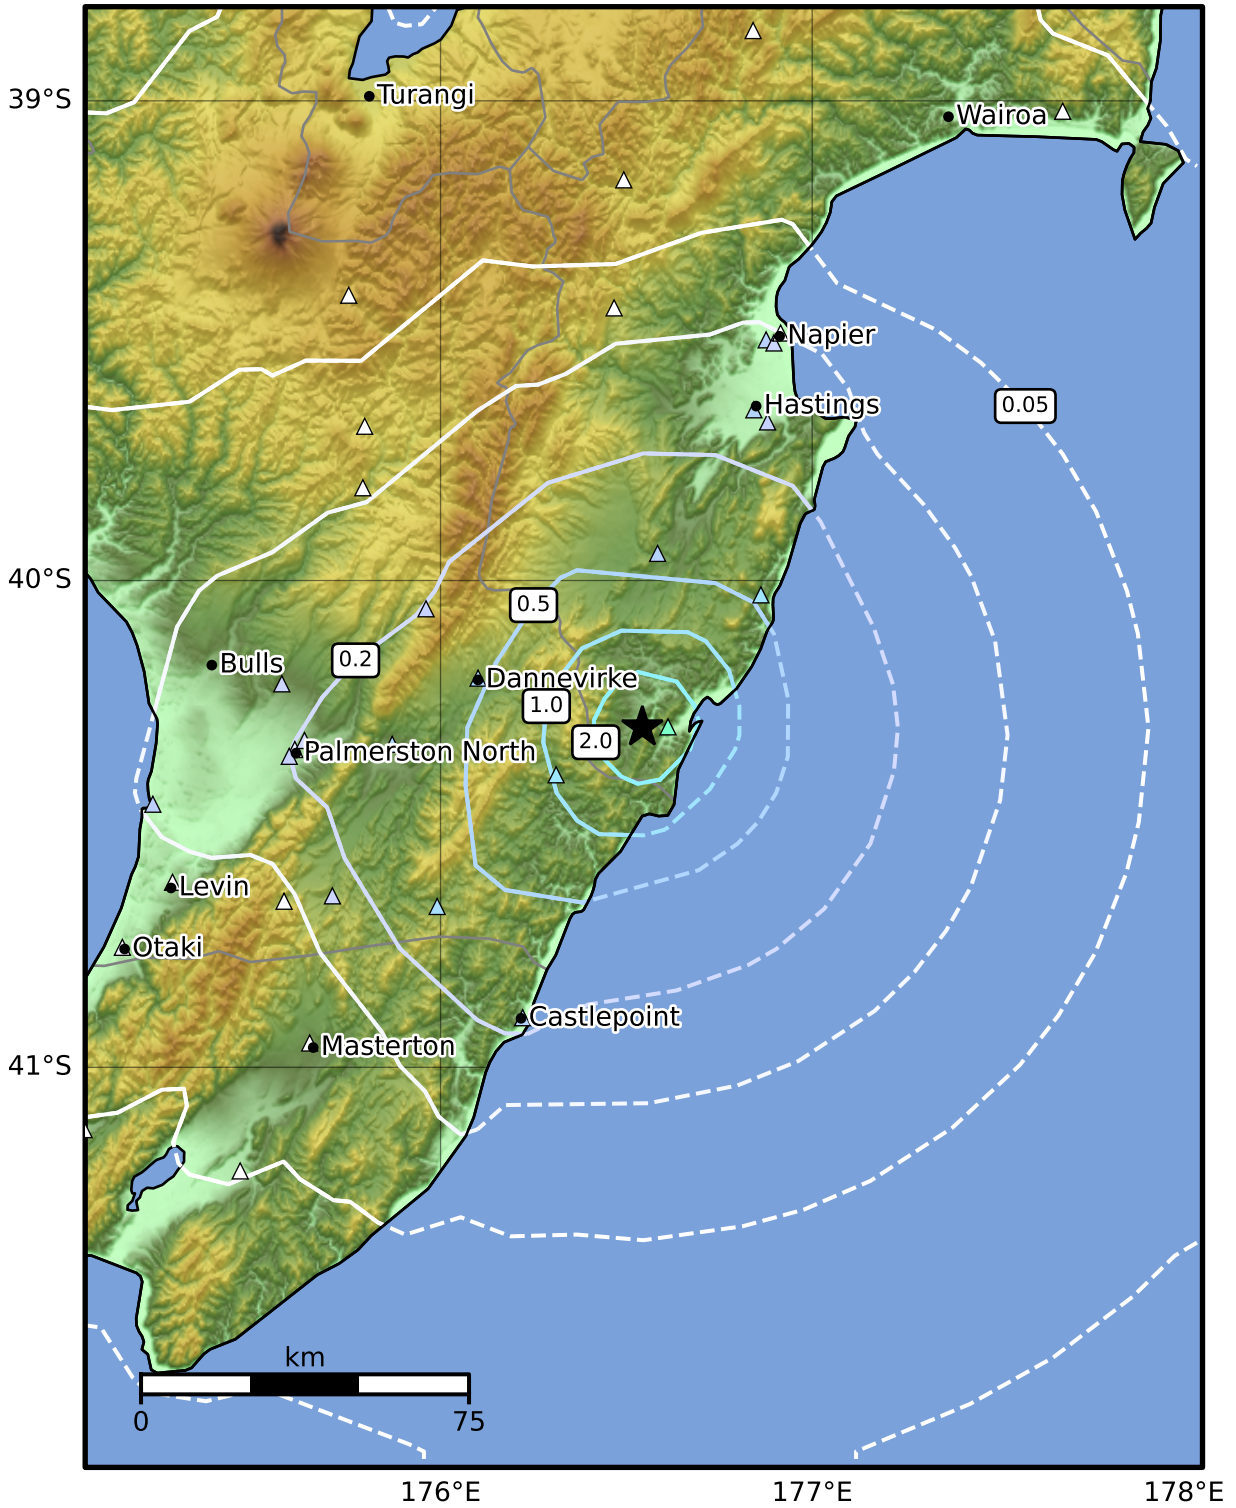 39°S
Turangi
Wairoa
Napier
Hastings
0.05
40°S
0.5
0.2
Bulls
Dannevirke
1.0
2.0
Palmerston North
Levin
Otaki
Castlepoint
Masterton
41°S
km
0
75
176°E
177°E
178°E